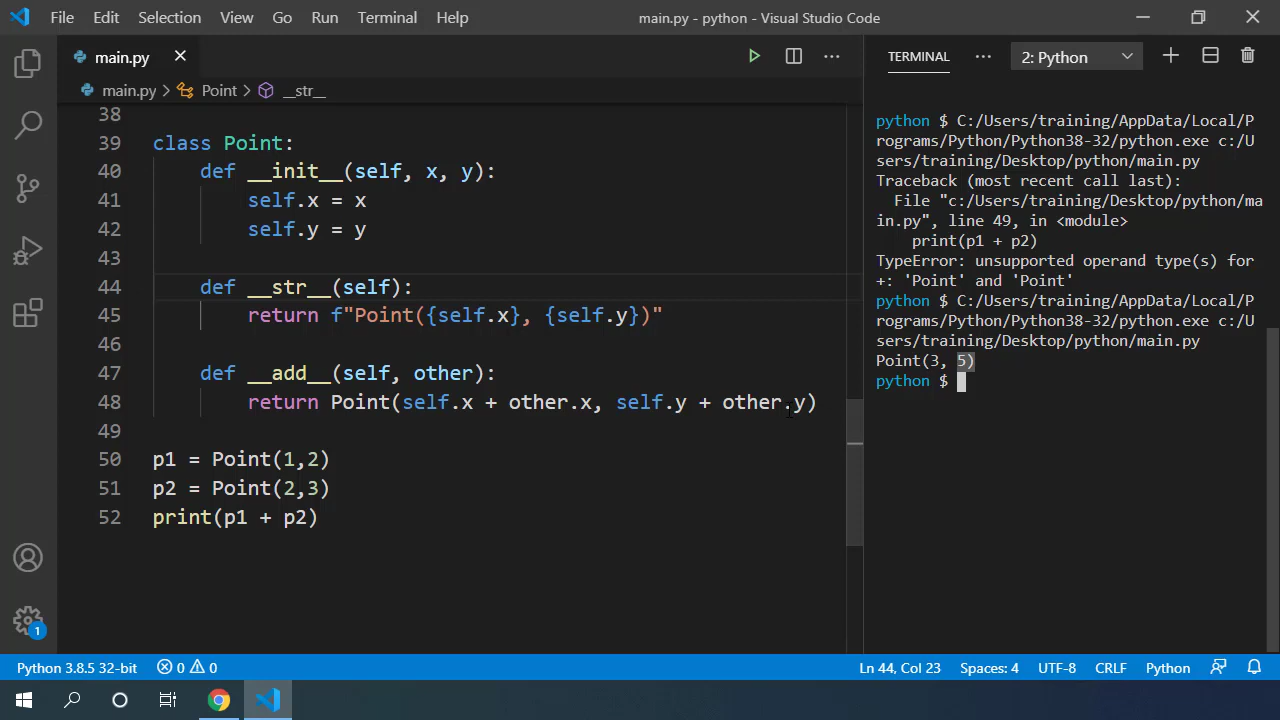 File Edit Selection View Go Run Terminal Help main.py - python - Visual Studio Code
main.py
main.py > Point > __str__
38
39 class Point:
40 def __init__(self, x, y):
41 self.x = x
42 self.y = y
43
44 def __str__(self):
45 return f"Point({self.x}, {self.y})"
46
47 def __add__(self, other):
48 return Point(self.x + other.x, self.y + other.y)
49
50 p1 = Point(1,2)
51 p2 = Point(2,3)
52 print(p1 + p2)
TERMINAL 2: Python
python $ C:/Users/training/AppData/Local/P
rograms/Python/Python38-32/python.exe c:/U
sers/training/Desktop/python/main.py
Traceback (most recent call last):
File "c:/Users/training/Desktop/python/ma
in.py", line 49, in <module>
print(p1 + p2)
TypeError: unsupported operand type(s) for
+: 'Point' and 'Point'
python $ C:/Users/training/AppData/Local/P
rograms/Python/Python38-32/python.exe c:/U
sers/training/Desktop/python/main.py
Point(3, 5)
python $
1
Python 3.8.5 32-bit 0 0 Ln 44, Col 23 Spaces: 4 UTF-8 CRLF Python